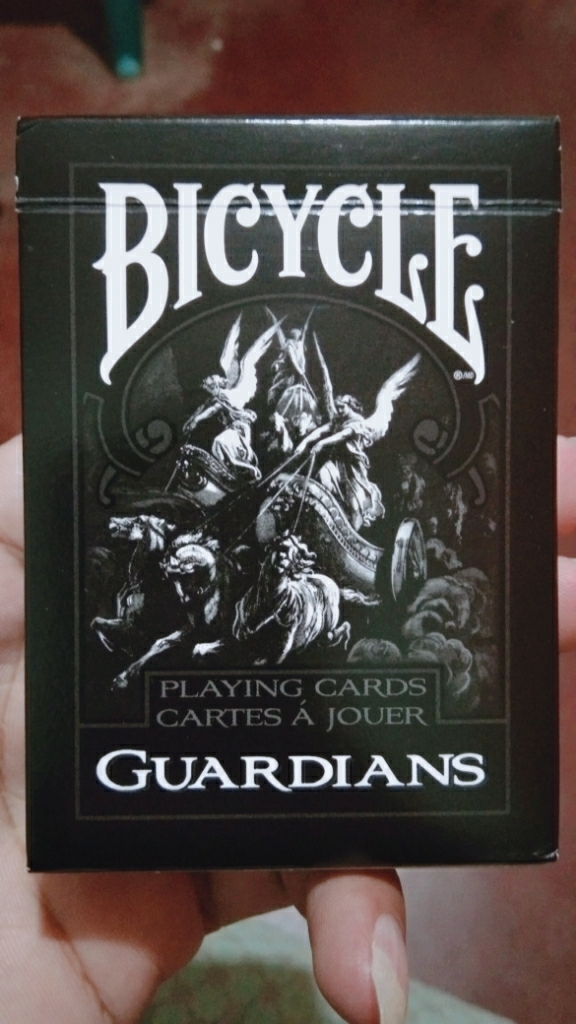 BICYCLE
PLAYING CARDS
CARTES Á JOUER
GUARDIANS